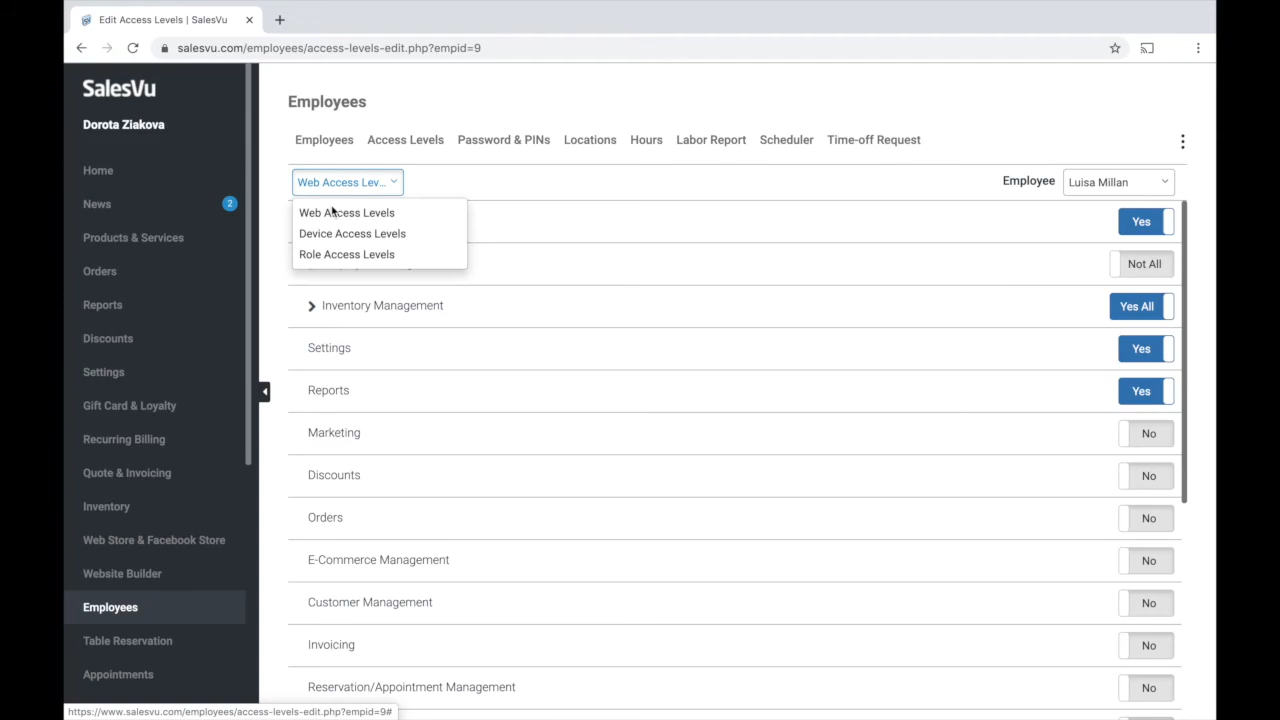 Edit Access Levels | SalesVu
salesvu.com/employees/access-levels-edit.php?empid=9
SalesVu
Dorota Ziakova
Home
News 2
Products & Services
Orders
Reports
Discounts
Settings
Gift Card & Loyalty
Recurring Billing
Quote & Invoicing
Inventory
Web Store & Facebook Store
Website Builder
Employees
Table Reservation
Appointments
Employees
Employees Access Levels Password & PINs Locations Hours Labor Report Scheduler Time-off Request
Web Access Lev... Employee Luisa Millan
Web Access Levels
Device Access Levels
Role Access Levels
Yes
Not All
Inventory Management Yes All
Settings Yes
Reports Yes
Marketing No
Discounts No
Orders No
E-Commerce Management No
Customer Management No
Invoicing No
Reservation/Appointment Management No
https://www.salesvu.com/employees/access-levels-edit.php?empid=9#